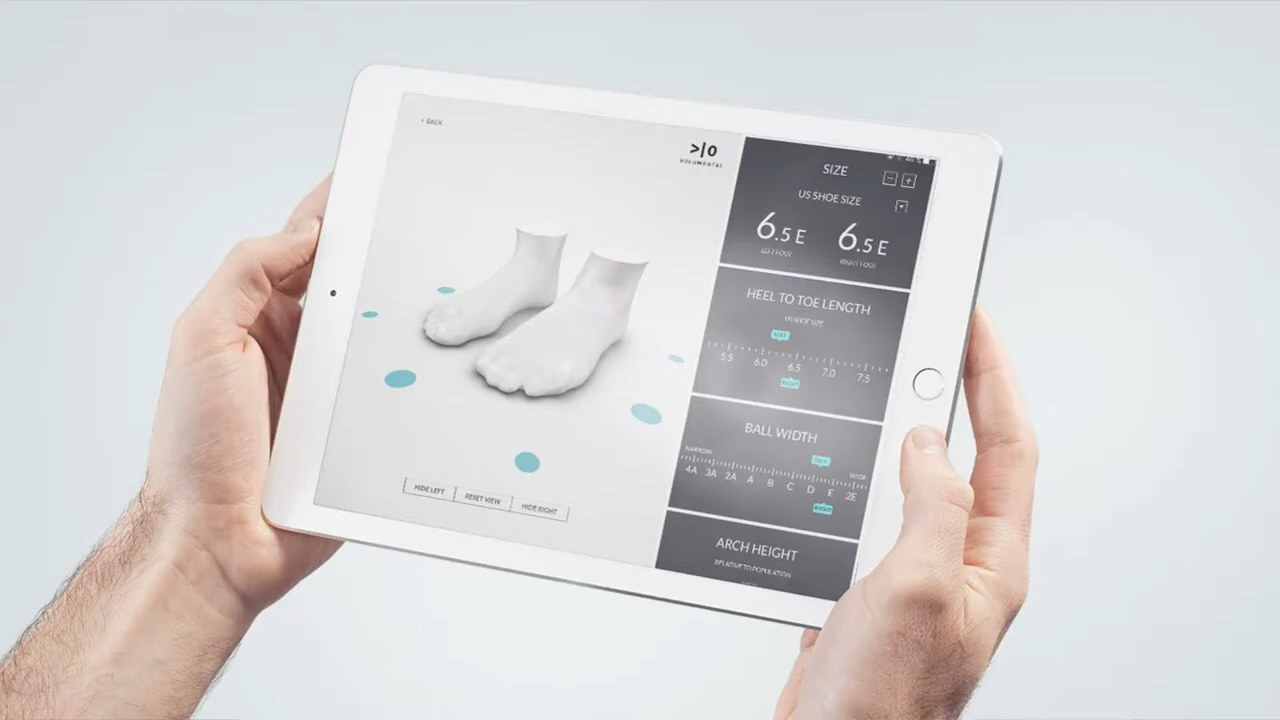 ‹ BACK
>|0
VOLUMENTAL
SIZE
US SHOE SIZE
6.5 E
6.5 E
LEFT FOOT
RIGHT FOOT
HEEL TO TOE LENGTH
US SHOE SIZE
LEFT
5.5 6.0 6.5 7.0 7.5
RIGHT
BALL WIDTH
NARROW
LEFT
WIDE
4A 3A 2A A B C D E 2E
RIGHT
ARCH HEIGHT
RELATIVE TO POPULATION
HIDE LEFT
RESET VIEW
HIDE RIGHT